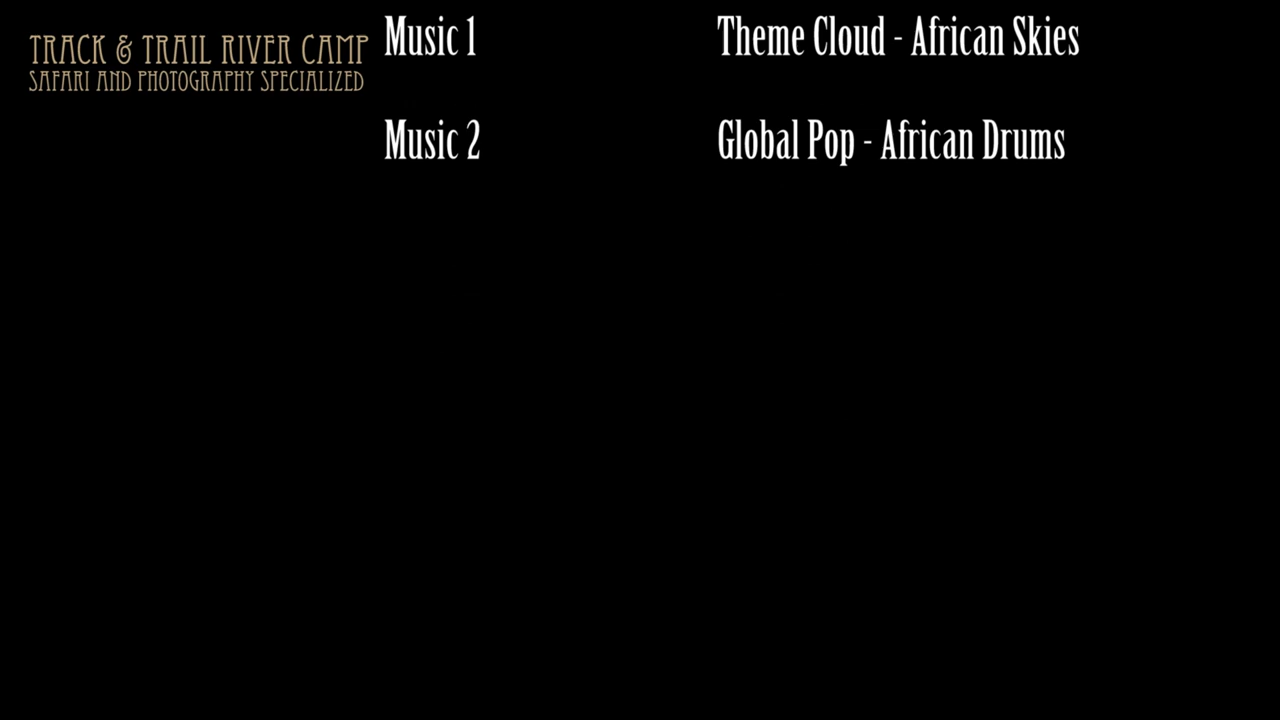 TRACK & TRAIL RIVER CAMP
SAFARI AND PHOTOGRAPHY SPECIALIZED
Music 1 Theme Cloud - African Skies
Music 2 Global Pop - African Drums